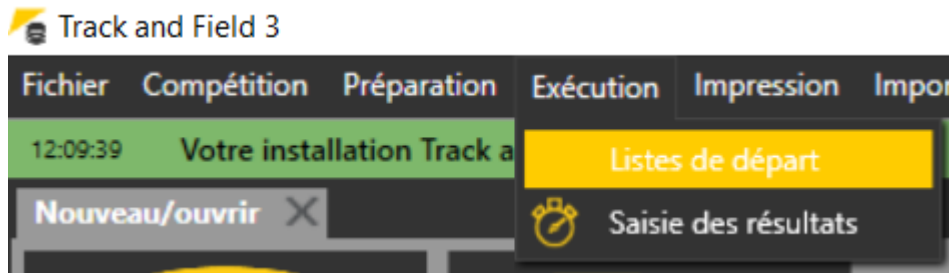 Track and Field 3
Fichier Compétition Préparation Exécution Impression
12:09:39 Votre installation Track
Listes de départ
Nouveau/ouvrir
Saisie des résultats